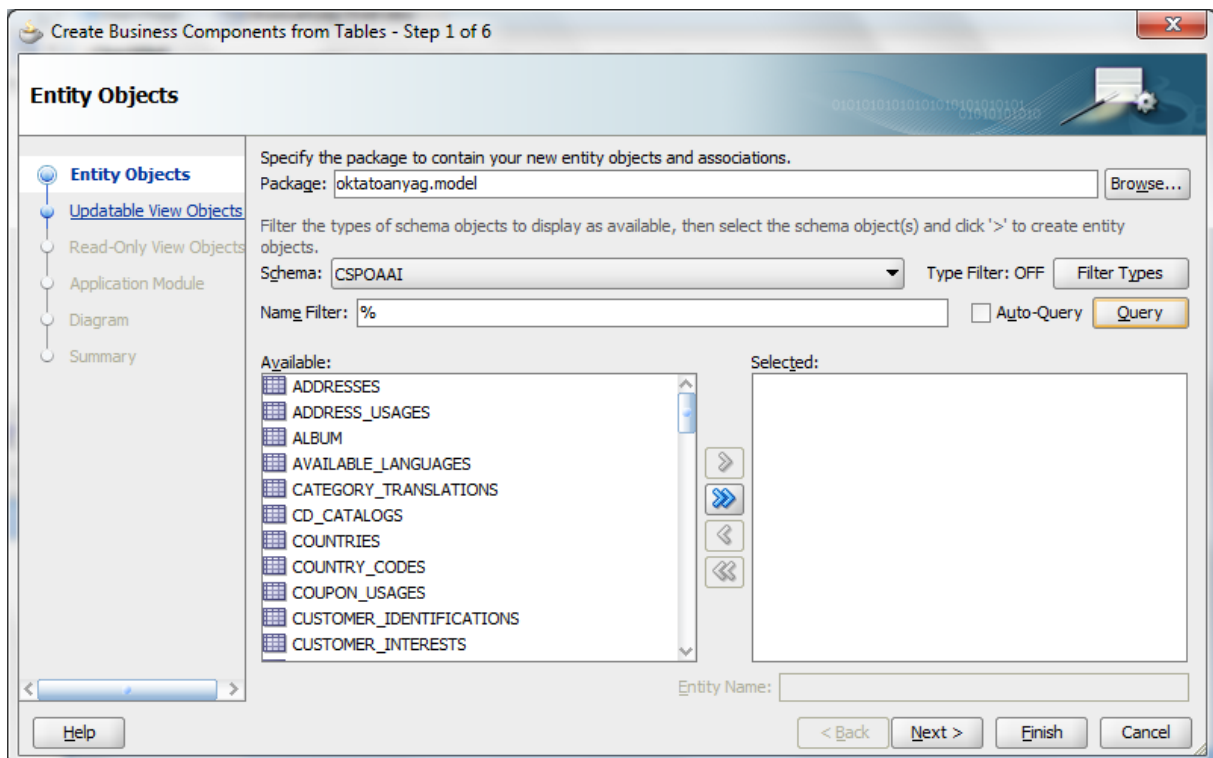 Create Business Components from Tables - Step 1 of 6
Entity Objects
Entity Objects
Updatable View Objects
Read-Only View Objects
Application Module
Diagram
Summary
Specify the package to contain your new entity objects and associations.
Package: oktatoanyag.model
Browse...
Filter the types of schema objects to display as available, then select the schema object(s) and click '>' to create entity
objects.
Schema: CSPOAAI
Type Filter: OFF
Filter Types
Name Filter: %
Auto-Query
Query
Available:
ADDRESSES
ADDRESS_USAGES
ALBUM
AVAILABLE_LANGUAGES
CATEGORY_TRANSLATIONS
CD_CATALOGS
COUNTRIES
COUNTRY_CODES
COUPON_USAGES
CUSTOMER_IDENTIFICATIONS
CUSTOMER_INTERESTS
Selected:
Entity Name:
Help
< Back
Next >
Finish
Cancel